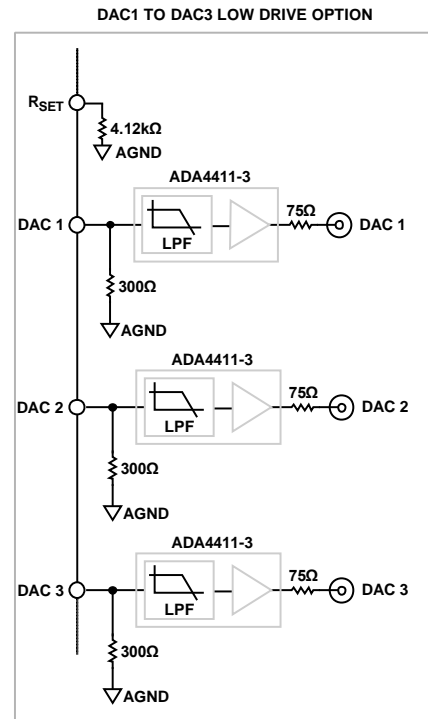 DAC1 TO DAC3 LOW DRIVE OPTION
RSET
4.12kΩ
AGND
ADA4411-3
DAC 1
LPF
75Ω
DAC 1
300Ω
AGND
ADA4411-3
DAC 2
LPF
75Ω
DAC 2
300Ω
AGND
ADA4411-3
DAC 3
LPF
75Ω
DAC 3
300Ω
AGND